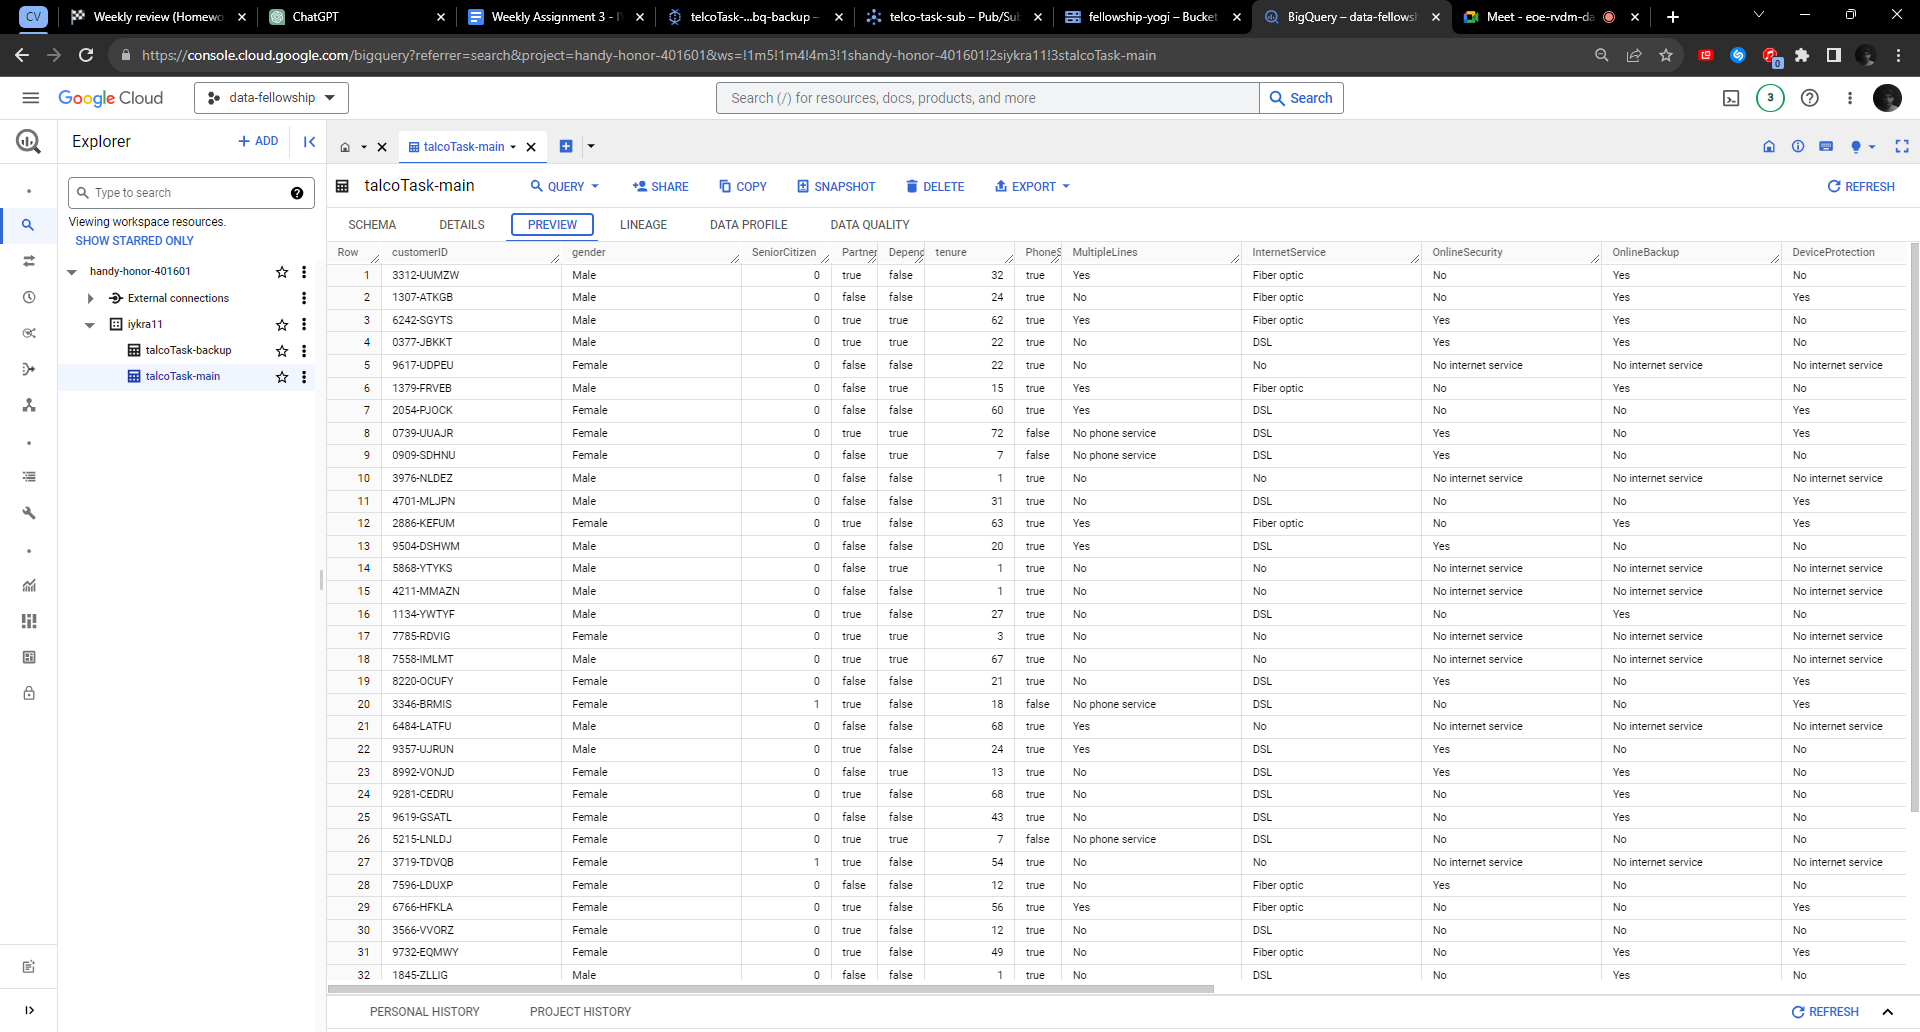 CV
Weekly review (Homewo
ChatGPT
Weekly Assignment 3 - I
telcoTask-...bq-backup –
telco-task-sub – Pub/Su
fellowship-yogi – Bucket
BigQuery – data-fellowsh
Meet - eoe-rvdm-da
https://console.cloud.google.com/bigquery?referrer=search&project=handy-honor-401601&ws=!1m5!1m4!4m3!1shandy-honor-401601!2siykra11!3stalcoTask-main
0
Google Cloud
data-fellowship
Search (/) for resources, docs, products, and more
Search
3
Explorer
+ ADD
talcoTask-main
Type to search
Viewing workspace resources.
SHOW STARRED ONLY
handy-honor-401601
External connections
iykra11
talcoTask-backup
talcoTask-main
talcoTask-main
QUERY
SHARE
COPY
SNAPSHOT
DELETE
EXPORT
REFRESH
SCHEMA DETAILS PREVIEW LINEAGE DATA PROFILE DATA QUALITY
Row customerID gender SeniorCitizen Partner Depend tenure PhoneS MultipleLines InternetService OnlineSecurity OnlineBackup DeviceProtection
1 3312-UUMZW Male 0 true false 32 true Yes Fiber optic No Yes No
2 1307-ATKGB Male 0 false false 24 true No Fiber optic No Yes Yes
3 6242-SGYTS Male 0 true true 62 true Yes Fiber optic Yes Yes No
4 0377-JBKKT Male 0 true true 22 true No DSL Yes Yes No
5 9617-UDPEU Female 0 true true 22 true No No No internet service No internet service No internet service
6 1379-FRVEB Male 0 false true 15 true Yes Fiber optic No Yes No
7 2054-PJOCK Female 0 false false 60 true Yes DSL No No Yes
8 0739-UUAJR Female 0 true true 72 false No phone service DSL Yes No Yes
9 0909-SDHNU Female 0 false true 7 false No phone service DSL Yes No No
10 3976-NLDEZ Male 0 false false 1 true No No No internet service No internet service No internet service
11 4701-MLJPN Male 0 false false 31 true No DSL No No Yes
12 2886-KEFUM Female 0 true false 63 true Yes Fiber optic No Yes Yes
13 9504-DSHWM Male 0 false false 20 true Yes DSL Yes No No
14 5868-YTYKS Male 0 false true 1 true No No No internet service No internet service No internet service
15 4211-MMAZN Male 0 false false 1 true No No No internet service No internet service No internet service
16 1134-YWTYF Male 0 true false 27 true No DSL No Yes No
17 7785-RDVIG Female 0 true true 3 true No No No internet service No internet service No internet service
18 7558-IMLMT Male 0 true true 67 true No No No internet service No internet service No internet service
19 8220-OCUFY Female 0 false false 21 true No DSL Yes No Yes
20 3346-BRMIS Female 1 true false 18 false No phone service DSL No No Yes
21 6484-LATFU Male 0 false false 68 true Yes No No internet service No internet service No internet service
22 9357-UJRUN Male 0 true false 24 true Yes DSL Yes No No
23 8992-VONJD Female 0 false true 13 true No DSL Yes Yes No
24 9281-CEDRU Female 0 true false 68 true No DSL No Yes No
25 9619-GSATL Female 0 false false 43 true No DSL No Yes No
26 5215-LNLDJ Female 0 true true 7 false No phone service DSL No No No
27 3719-TDVQB Female 1 true false 54 true No No No internet service No internet service No internet service
28 7596-LDUXP Female 0 false false 12 true No Fiber optic Yes No No
29 6766-HFKLA Female 0 true false 56 true Yes Fiber optic No No Yes
30 3566-VVORZ Female 0 true false 12 true No DSL No No No
31 9732-EQMWY Female 0 true false 49 true No Fiber optic No Yes Yes
32 1845-ZLLIG Male 0 false false 1 true No DSL No Yes No
PERSONAL HISTORY PROJECT HISTORY REFRESH